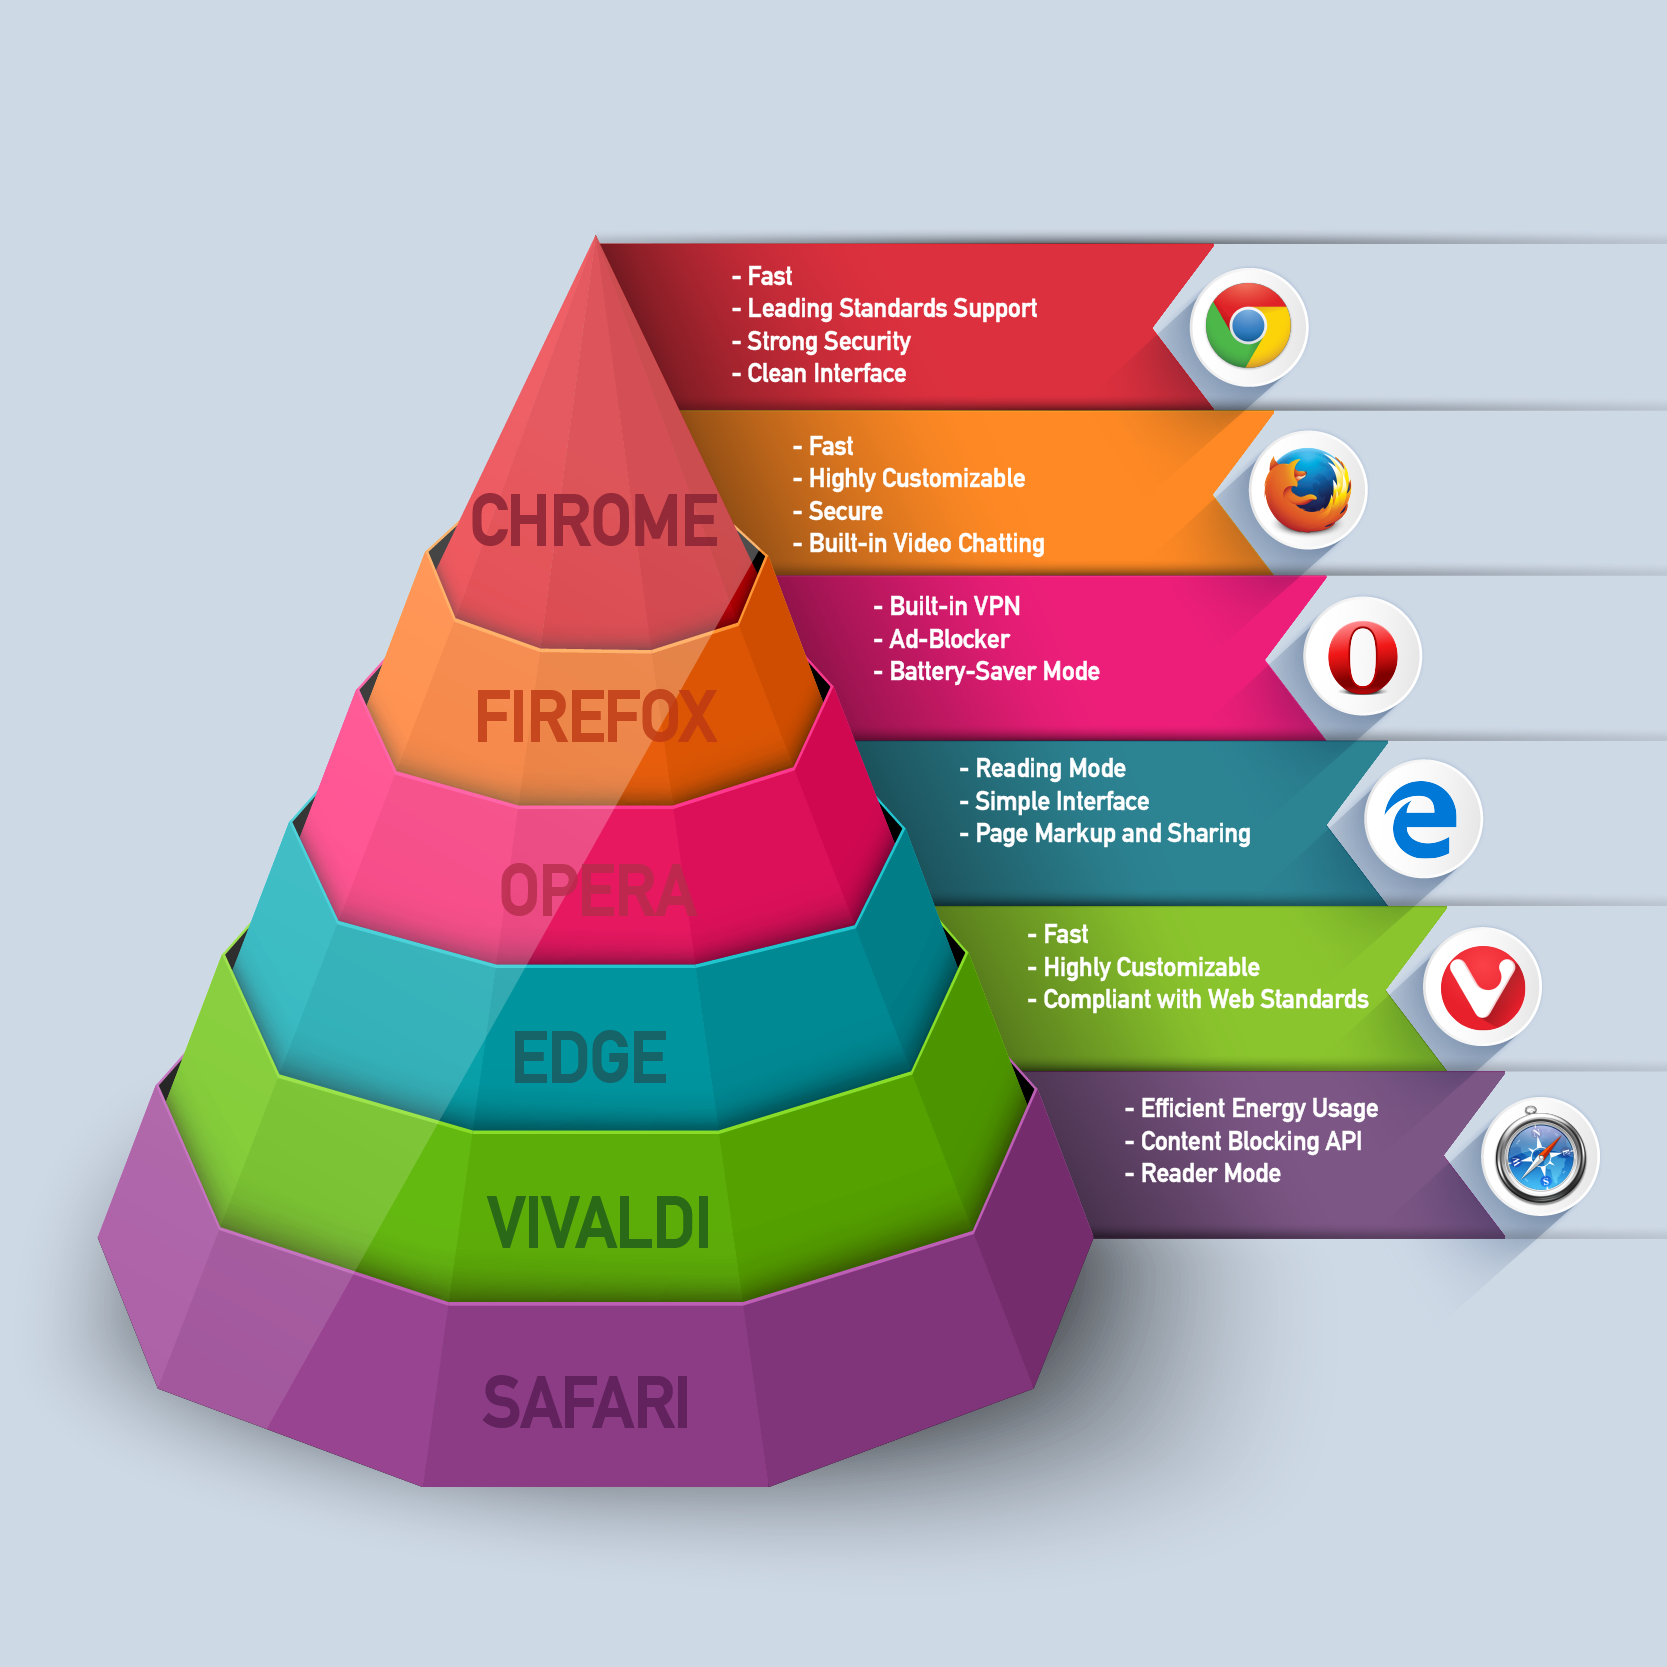 - Fast
- Leading Standards Support
- Strong Security
- Clean Interface
CHROME
- Fast
- Highly Customizable
- Secure
- Built-in Video Chatting
FIREFOX
- Built-in VPN
- Ad-Blocker
- Battery-Saver Mode
OPERA
- Reading Mode
- Simple Interface
- Page Markup and Sharing
EDGE
- Fast
- Highly Customizable
- Compliant with Web Standards
VIVALDI
- Efficient Energy Usage
- Content Blocking API
- Reader Mode
N
W
E
S
SAFARI